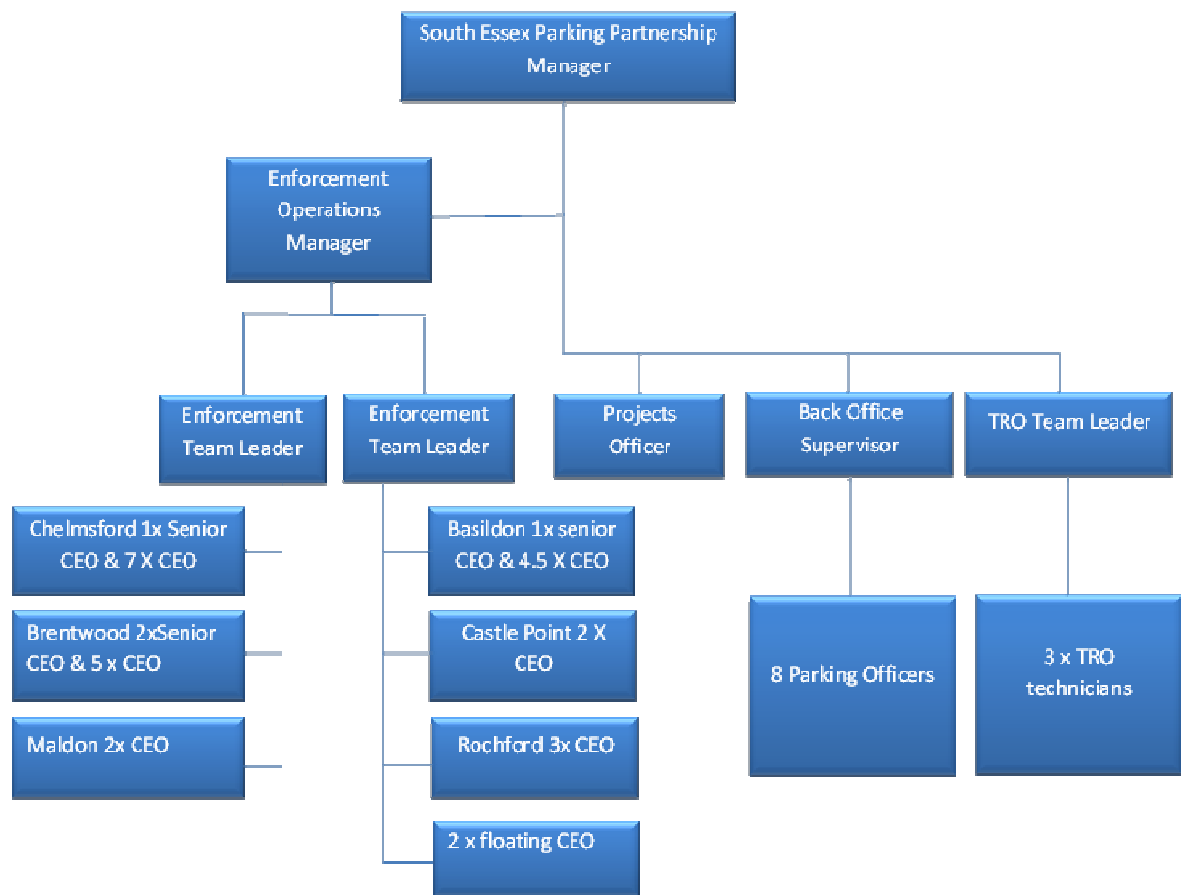 South Essex Parking Partnership
Manager
Enforcement
Operations
Manager
Enforcement
Team Leader
Enforcement
Team Leader
Projects
Officer
Back Office
Supervisor
TRO Team Leader
Chelmsford 1x Senior
CEO & 7 X CEO
Basildon 1x senior
CEO & 4.5 X CEO
Brentwood 2xSenior
CEO & 5 x CEO
Castle Point 2 X
CEO
8 Parking Officers
3 x TRO
technicians
Maldon 2x CEO
Rochford 3x CEO
2 x floating CEO